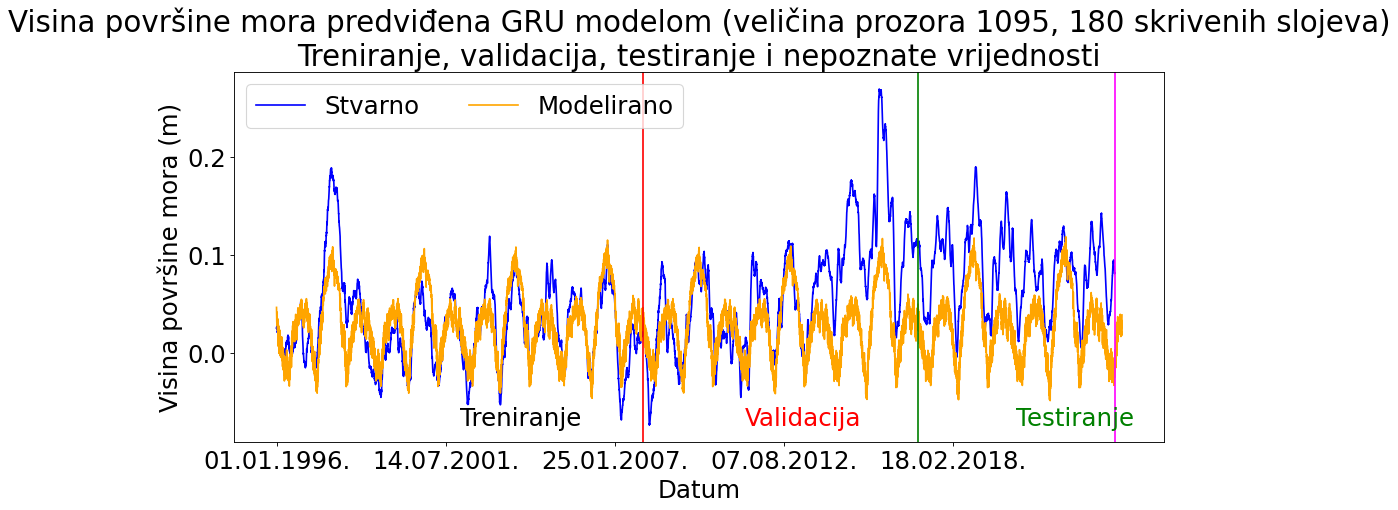 Visina površine mora predviđena GRU modelom (veličina prozora 1095, 180 skrivenih slojeva)
Treniranje, validacija, testiranje i nepoznate vrijednosti
Stvarno Modelirano
Visina površine mora (m)
0.2
0.1
0.0
Treniranje Validacija Testiranje
01.01.1996. 14.07.2001. 25.01.2007. 07.08.2012. 18.02.2018.
Datum